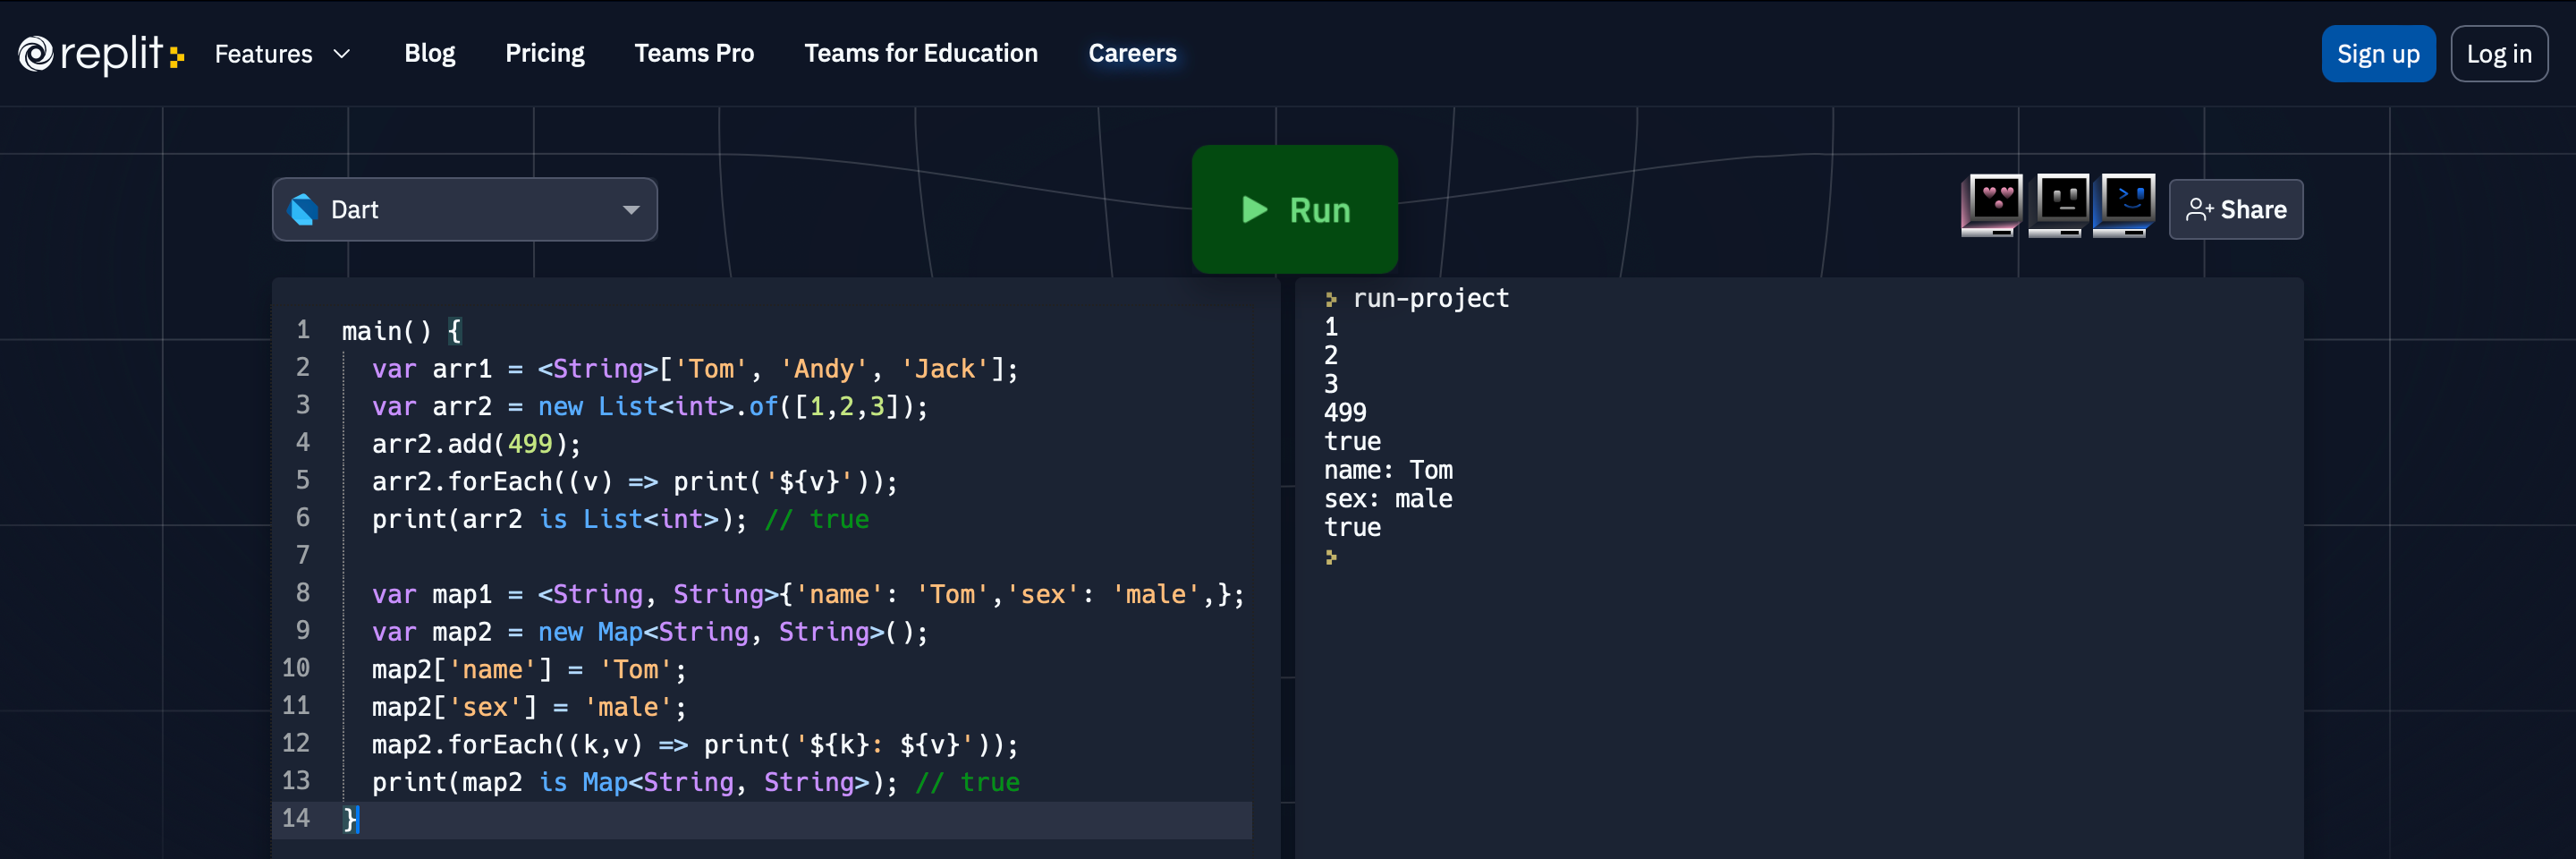 replit
Features Blog Pricing Teams Pro Teams for Education Careers Sign up Log in
Dart
Run
Share
1 main() {
2 var arr1 = <String>['Tom', 'Andy', 'Jack'];
3 var arr2 = new List<int>.of([1,2,3]);
4 arr2.add(499);
5 arr2.forEach((v) => print('${v}'));
6 print(arr2 is List<int>); // true
7
8 var map1 = <String, String>{'name': 'Tom','sex': 'male',};
9 var map2 = new Map<String, String>();
10 map2['name'] = 'Tom';
11 map2['sex'] = 'male';
12 map2.forEach((k,v) => print('${k}: ${v}'));
13 print(map2 is Map<String, String>); // true
14 }
run-project
1
2
3
499
true
name: Tom
sex: male
true